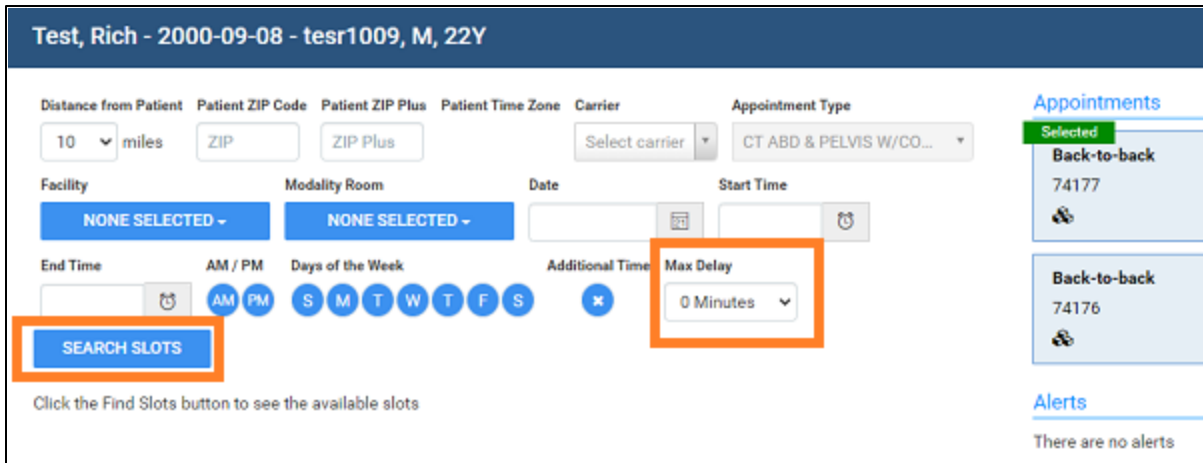 Test, Rich - 2000-09-08 - tesr1009, M, 22Y
Distance from Patient Patient ZIP Code Patient ZIP Plus Patient Time Zone Carrier Appointment Type
10 miles ZIP ZIP Plus Select carrier CT ABD & PELVIS W/CO...
Facility Modality Room Date Start Time
NONE SELECTED NONE SELECTED
End Time AM / PM Days of the Week Additional Time Max Delay
AM PM S M T W T F S 0 Minutes
SEARCH SLOTS
Click the Find Slots button to see the available slots
Appointments
Selected
Back-to-back
74177
Back-to-back
74176
Alerts
There are no alerts